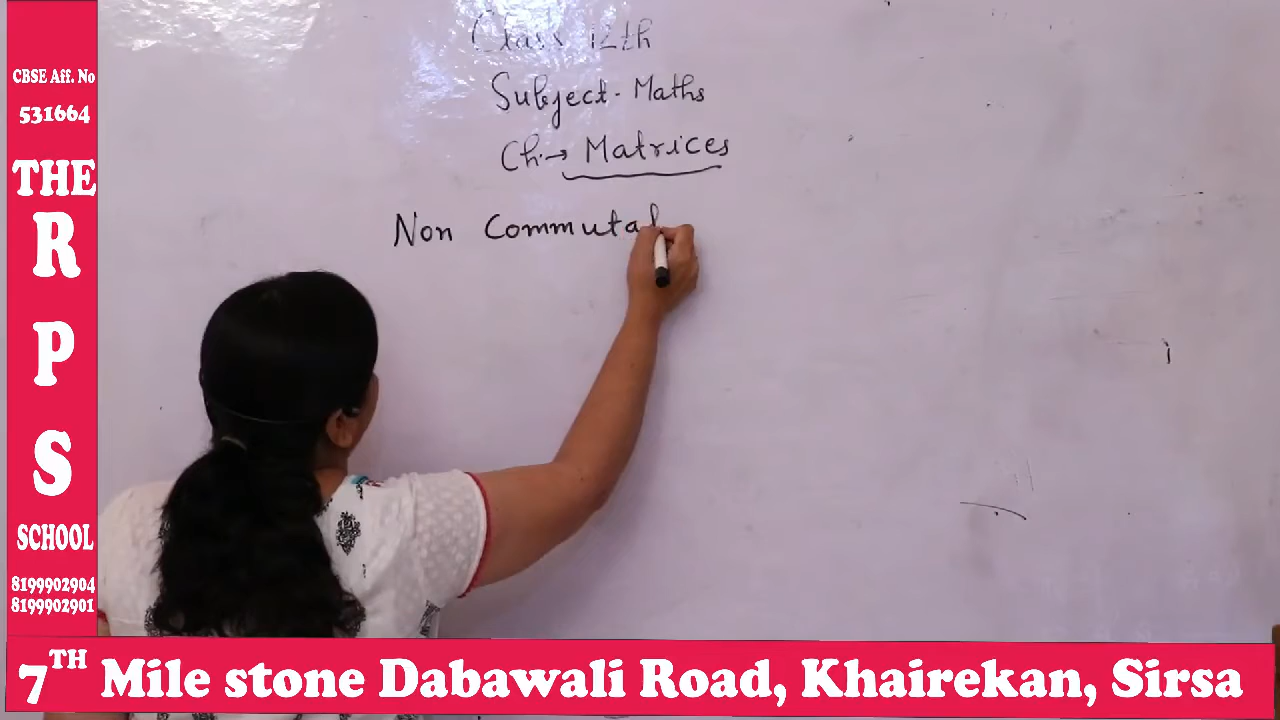 CBSE Aff. No
531664
THE
R
P
S
SCHOOL
8199902904
8199902901
Class 12th
Subject - Maths
Ch. → Matrices
Non Commutat
7TH Mile stone Dabawali Road, Khairekan, Sirsa